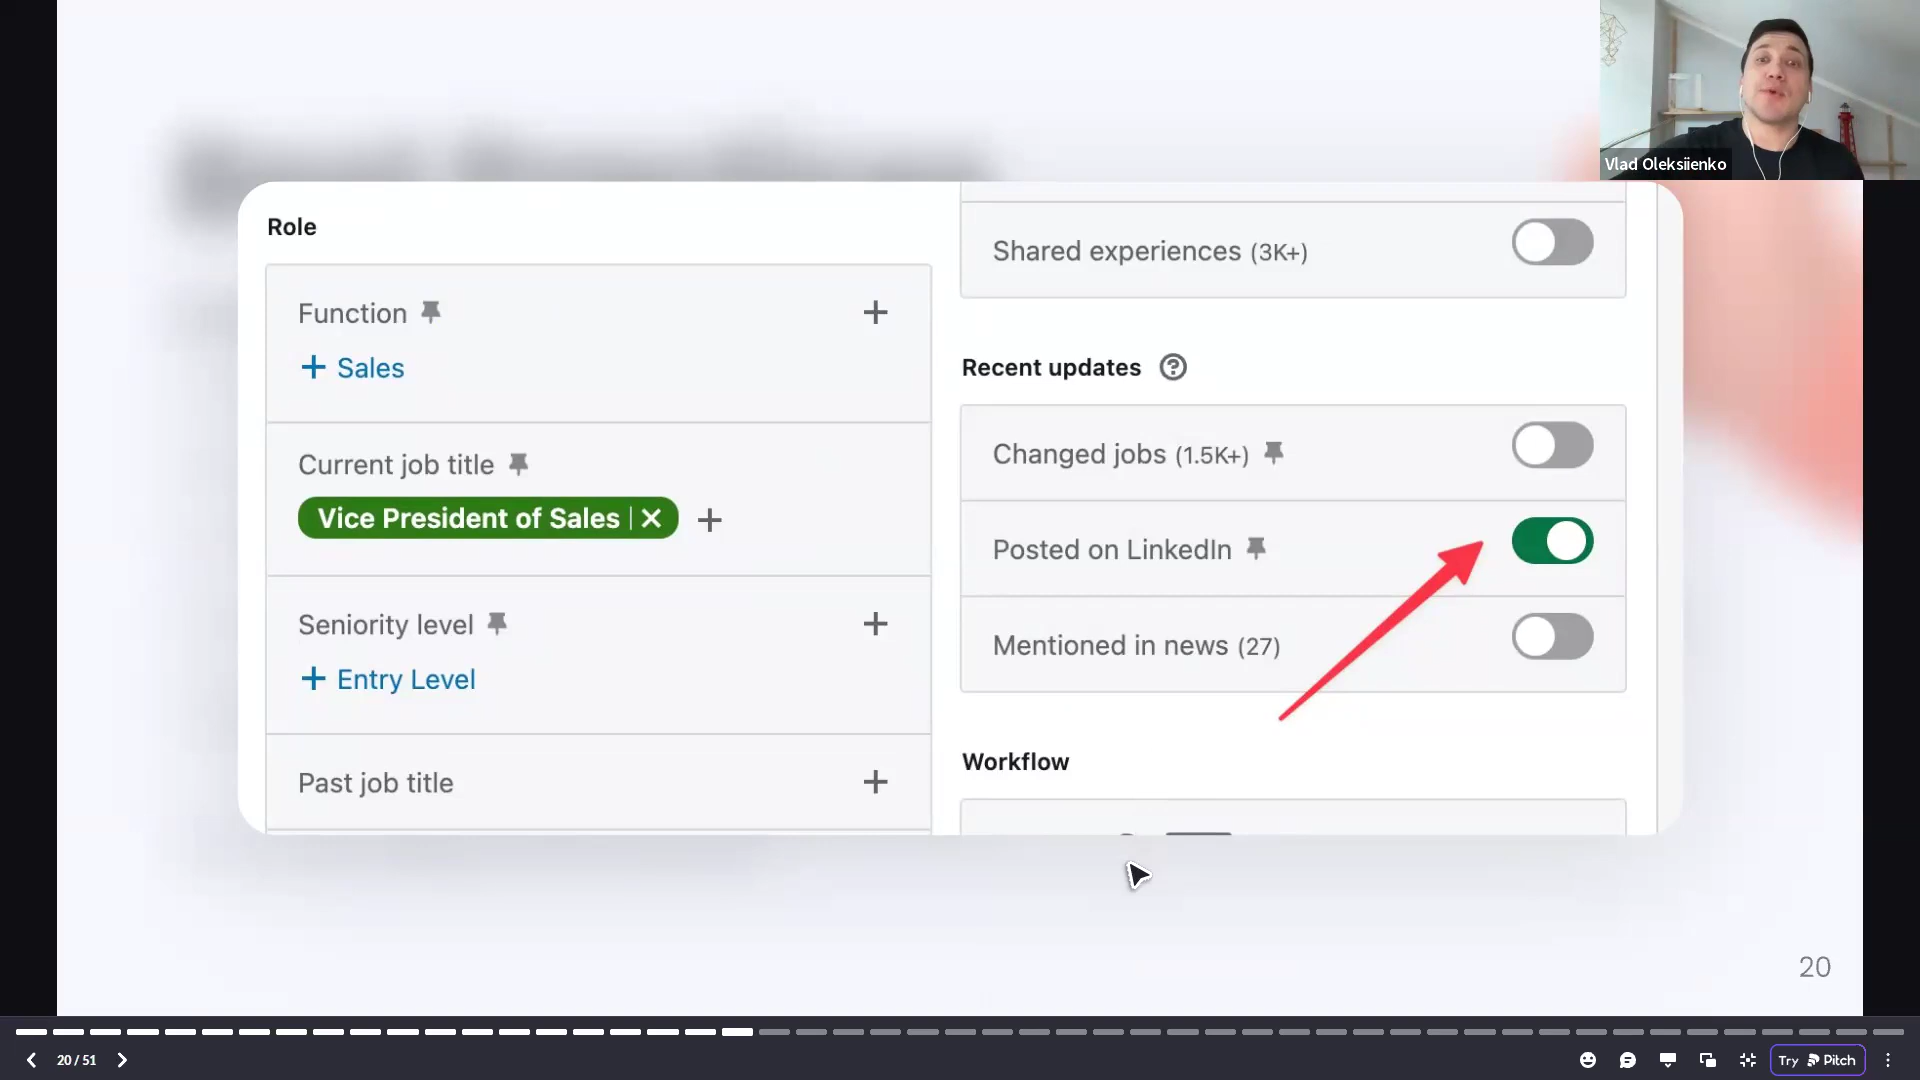 Vlad Oleksiienko
Role
Function
+ Sales
Current job title
Vice President of Sales
Seniority level
+ Entry Level
Past job title
Shared experiences (3K+)
Recent updates
Changed jobs (1.5K+)
Posted on LinkedIn
Mentioned in news (27)
Workflow
20
20 / 51
Try Pitch